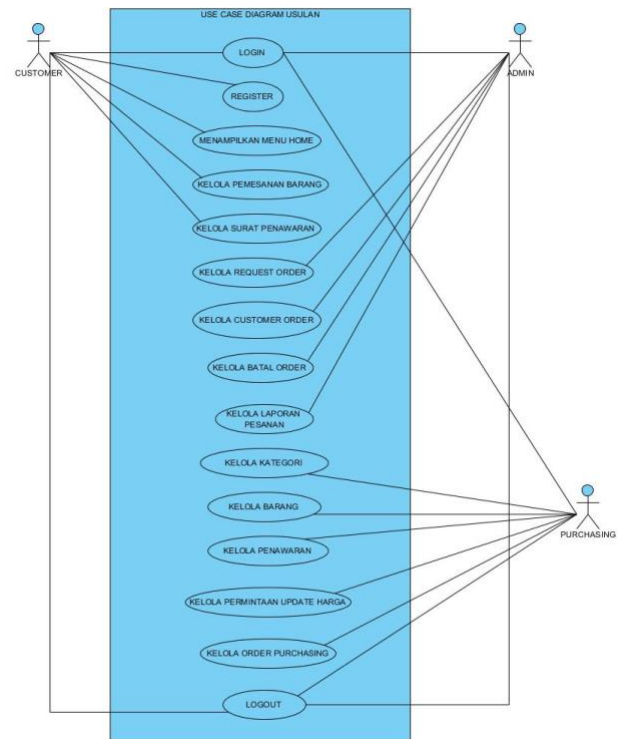 USE CASE DIAGRAM USULAN
CUSTOMER
LOGIN
ADMIN
REGISTER
MENAMPILKAN MENU HOME
KELOLA PEMESANAN BARANG
KELOLA SURAT PENAWARAN
KELOLA REQUEST ORDER
KELOLA CUSTOMER ORDER
KELOLA BATAL ORDER
KELOLA LAPORAN
PESANAN
KELOLA KATEGORI
KELOLA BARANG
PURCHASING
KELOLA PENAWARAN
KELOLA PERMINTAAN UPDATE HARGA
KELOLA ORDER PURCHASING
LOGOUT